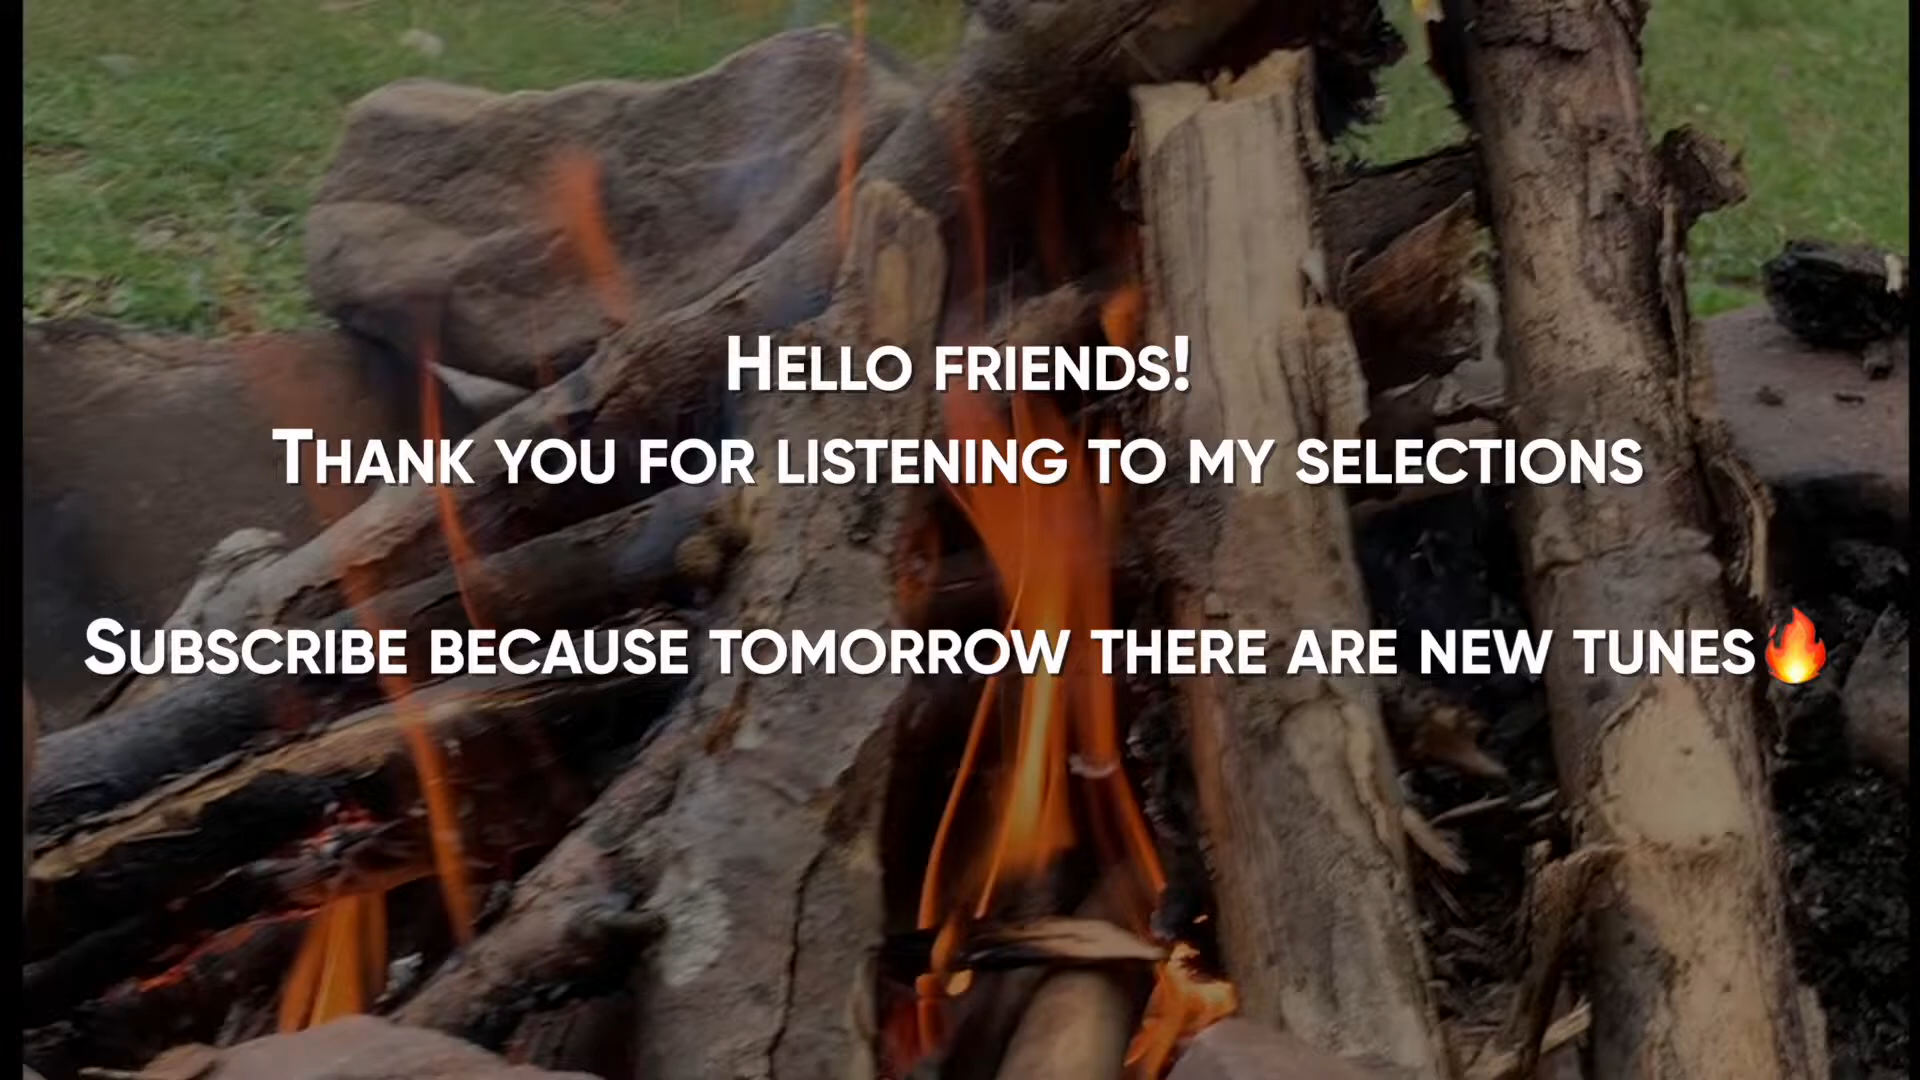 Hello friends!
Thank you for listening to my selections
Subscribe because tomorrow there are new tunes🔥